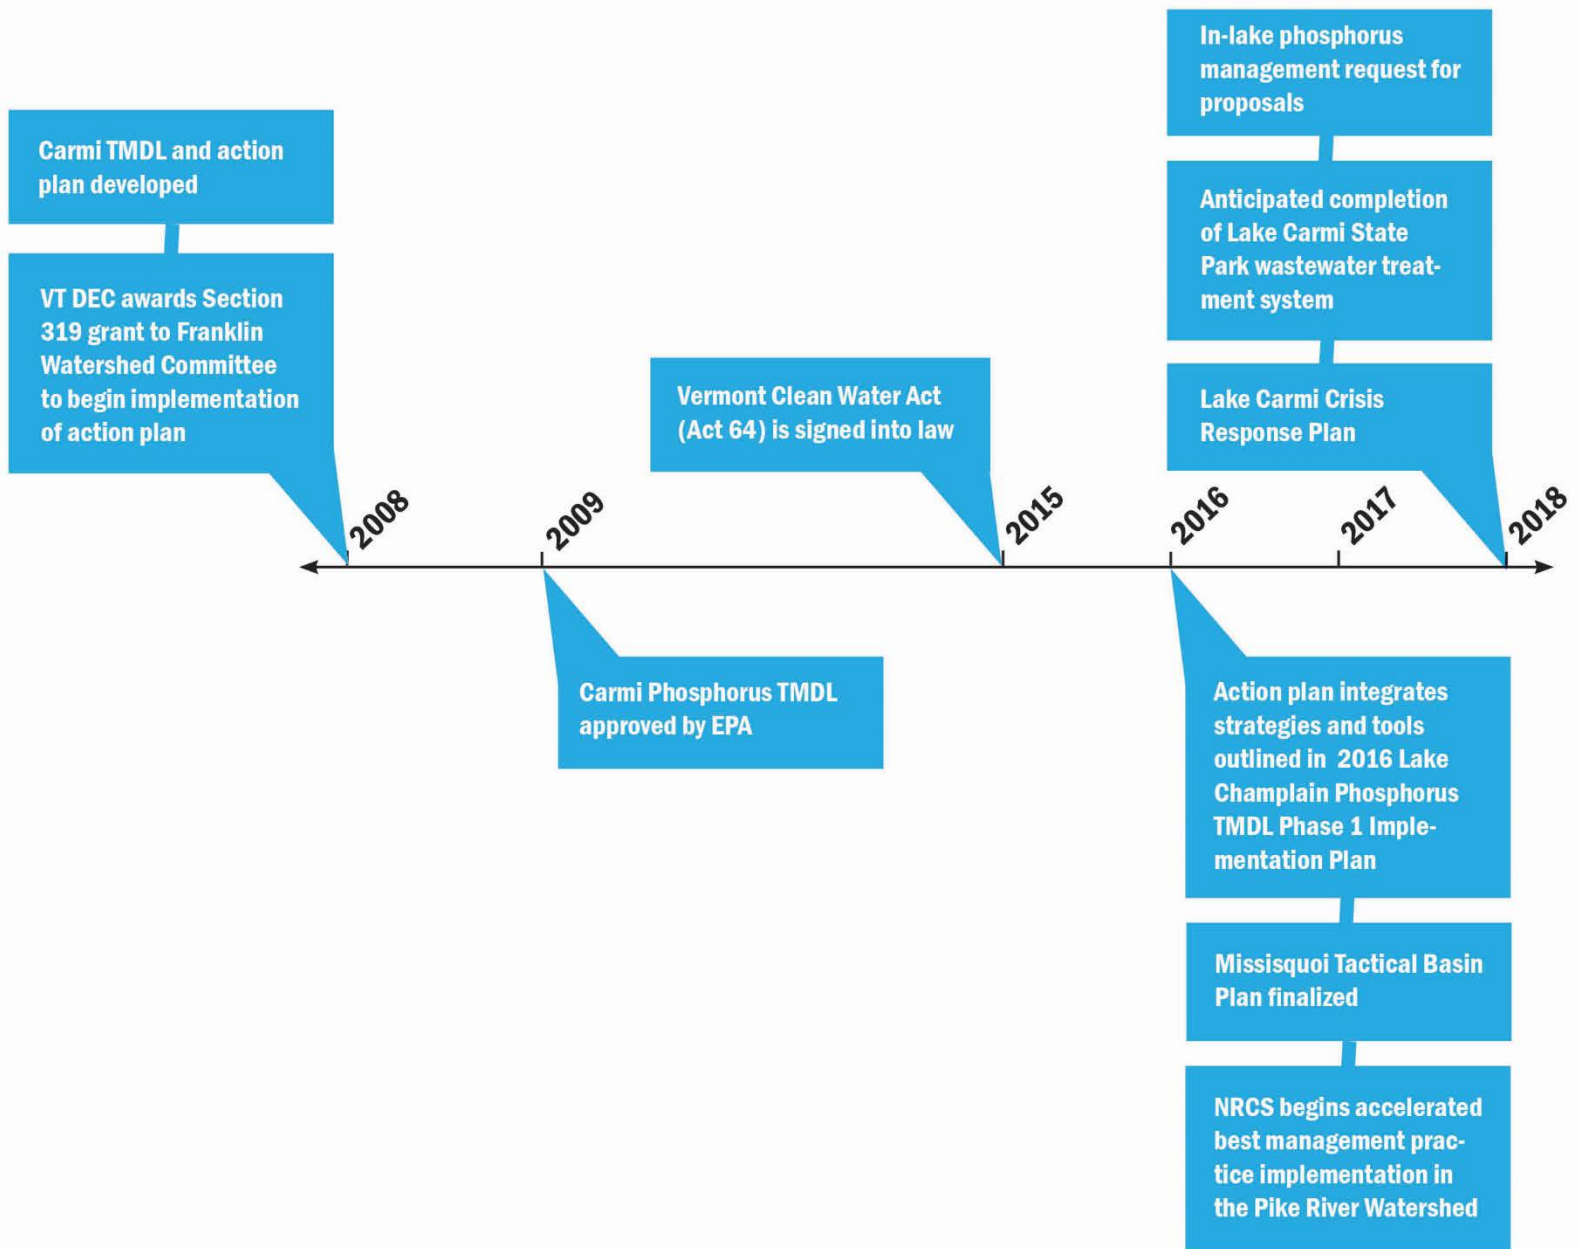 In-lake phosphorus
management request for
proposals
Carmi TMDL and action
plan developed
Anticipated completion
of Lake Carmi State
Park wastewater treat-
ment system
VT DEC awards Section
319 grant to Franklin
Watershed Committee
to begin implementation
of action plan
Vermont Clean Water Act
(Act 64) is signed into law
Lake Carmi Crisis
Response Plan
2008
2009
2015
2016
2017
2018
Carmi Phosphorus TMDL
approved by EPA
Action plan integrates
strategies and tools
outlined in 2016 Lake
Champlain Phosphorus
TMDL Phase 1 Imple-
mentation Plan
Missisquoi Tactical Basin
Plan finalized
NRCS begins accelerated
best management prac-
tice implementation in
the Pike River Watershed